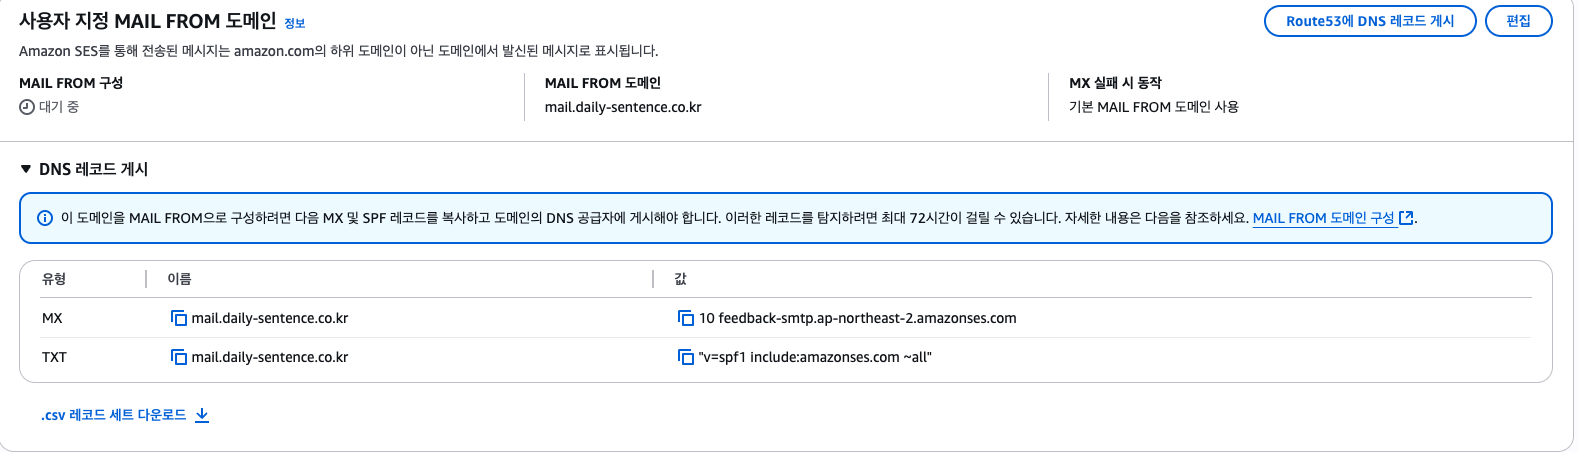 사용자 지정 MAIL FROM 도메인 정보
Route53에 DNS 레코드 게시
편집
Amazon SES를 통해 전송된 메시지는 amazon.com의 하위 도메인이 아닌 도메인에서 발신된 메시지로 표시됩니다.
MAIL FROM 구성
대기 중
MAIL FROM 도메인
mail.daily-sentence.co.kr
MX 실패 시 동작
기본 MAIL FROM 도메인 사용
DNS 레코드 게시
이 도메인을 MAIL FROM으로 구성하려면 다음 MX 및 SPF 레코드를 복사하고 도메인의 DNS 공급자에 게시해야 합니다. 이러한 레코드를 탐지하려면 최대 72시간이 걸릴 수 있습니다. 자세한 내용은 다음을 참조하세요. MAIL FROM 도메인 구성.
유형 이름 값
MX mail.daily-sentence.co.kr 10 feedback-smtp.ap-northeast-2.amazonses.com
TXT mail.daily-sentence.co.kr "v=spf1 include:amazonses.com ~all"
.csv 레코드 세트 다운로드